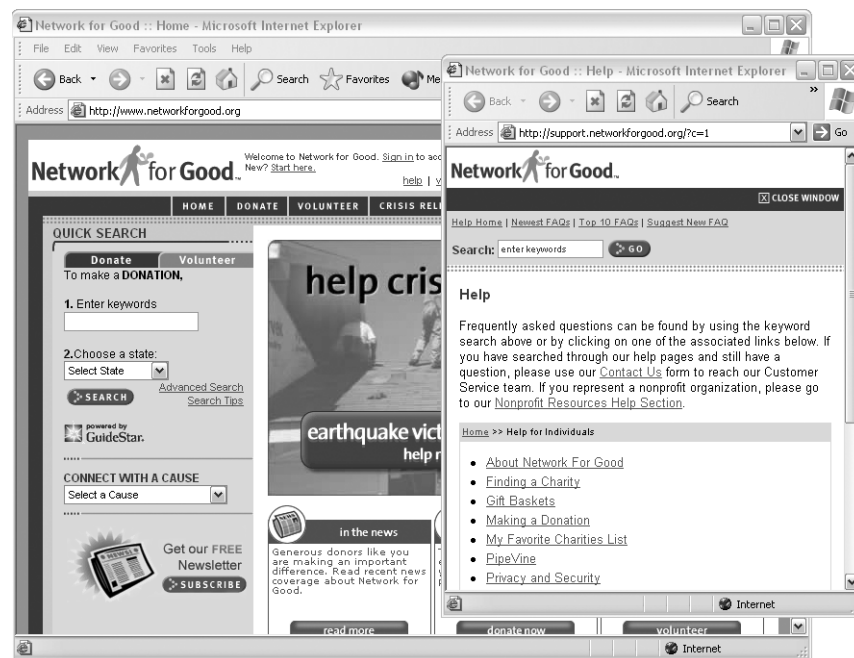 Network for Good :: Home - Microsoft Internet Explorer
File Edit View Favorites Tools Help
Back Search Favorites Me
Address http://www.networkforgood.org
Network for Good
Welcome to Network for Good. Sign in to acc
New? Start here.
help |
HOME DONATE VOLUNTEER CRISIS REL
QUICK SEARCH
Donate Volunteer
To make a DONATION,
1. Enter keywords
2.Choose a state:
Select State
SEARCH
Advanced Search
Search Tips
powered by
GuideStar.
CONNECT WITH A CAUSE
Select a Cause
NEWS!
Get our FREE
Newsletter
SUBSCRIBE
help cris
earthquake vict
help
in the news
Generous donors like you
are making an important
difference. Read recent news
coverage about Network for
Good.
read more
donate now
volunteer
Internet
Network for Good :: Help - Microsoft Internet Explorer
Back Search »
Address http://support.networkforgood.org/?c=1 Go
Network for Good
X CLOSE WINDOW
Help Home | Newest FAQs | Top 10 FAQs | Suggest New FAQ
Search: enter keywords GO
Help
Frequently asked questions can be found by using the keyword
search above or by clicking on one of the associated links below. If
you have searched through our help pages and still have a
question, please use our Contact Us form to reach our Customer
Service team. If you represent a nonprofit organization, please go
to our Nonprofit Resources Help Section.
Home >> Help for Individuals
• About Network For Good
• Finding a Charity
• Gift Baskets
• Making a Donation
• My Favorite Charities List
• PipeVine
• Privacy and Security
Internet